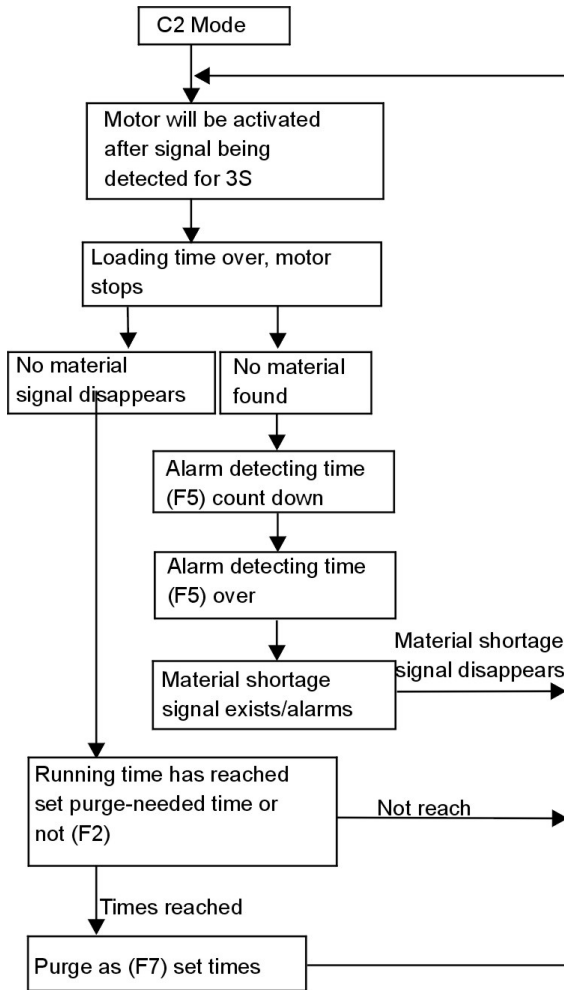 C2 Mode
Motor will be activated
after signal being
detected for 3S
Loading time over, motor
stops
No material
signal disappears
No material
found
Alarm detecting time
(F5) count down
Alarm detecting time
(F5) over
Material shortage
signal exists/alarms
Material shortage
signal disappears
Running time has reached
set purge-needed time or
not (F2)
Not reach
Times reached
Purge as (F7) set times